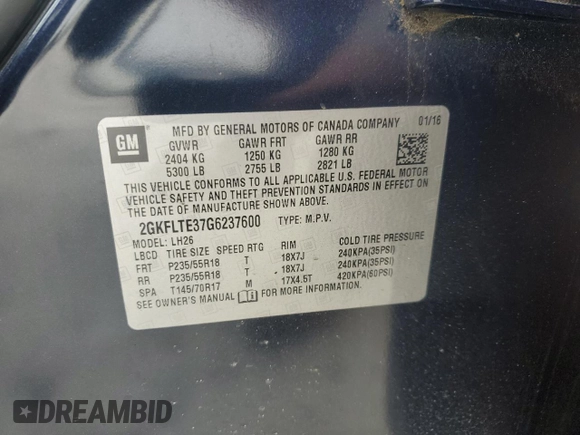 GM
MFD BY GENERAL MOTORS OF CANADA COMPANY 01/16
GVWR GAWR FRT GAWR RR
2404 KG 1250 KG 1280 KG
5300 LB 2755 LB 2821 LB
THIS VEHICLE CONFORMS TO ALL APPLICABLE U.S. FEDERAL MOTOR
VEHICLE SAFETY AND THEFT PREVENTION STANDARDS IN EFFECT ON
THE DATE OF MANUFACTURE SHOWN ABOVE.
2GKFLTE37G6237600 TYPE: M.P.V.
MODEL: LH26
LBCD TIRE SIZE SPEED RTG RIM COLD TIRE PRESSURE
FRT P235/55R18 T 18X7J 240KPA(35PSI)
RR P235/55R18 T 18X7J 240KPA(35PSI)
SPA T145/70R17 M 17X4.5T 420KPA(60PSI)
SEE OWNER'S MANUAL FOR MORE INFORMATION.
DREAMBID